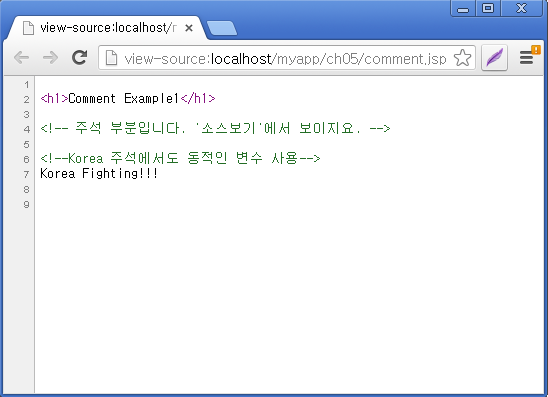 view-source:localhost/m
view-source:localhost/myapp/ch05/comment.jsp
1
2 <h1>Comment Example1</h1>
3
4 <!-- 주석 부분입니다. '소스보기'에서 보이지요. -->
5
6 <!--Korea 주석에서도 동적인 변수 사용-->
7 Korea Fighting!!!
8
9